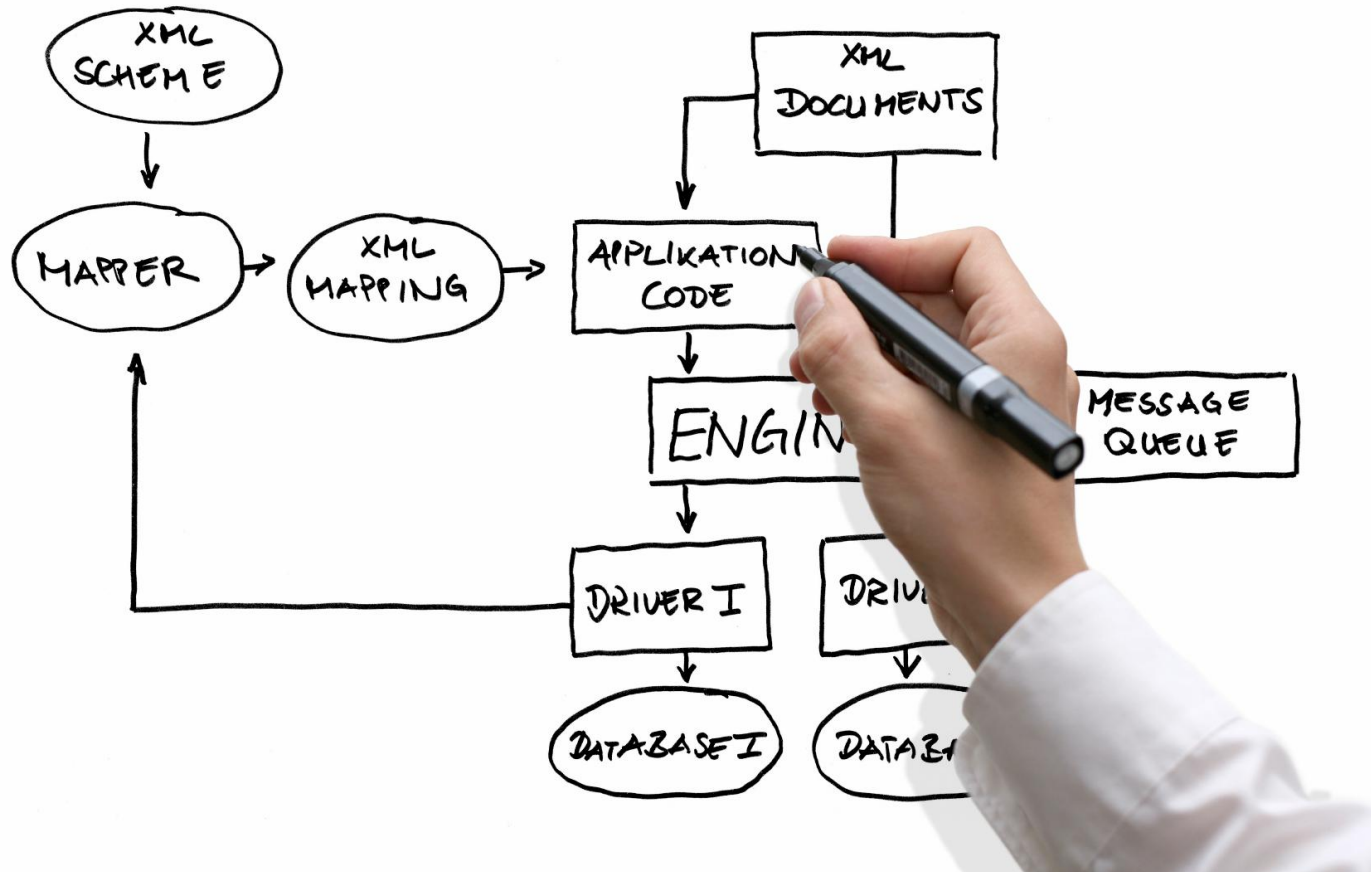 XML
SCHEME
XML
DOCUMENTS
MAPPER
XML
MAPPING
APPLIKATION
CODE
MESSAGE
QUEUE
DRIVER I
DATABASE I